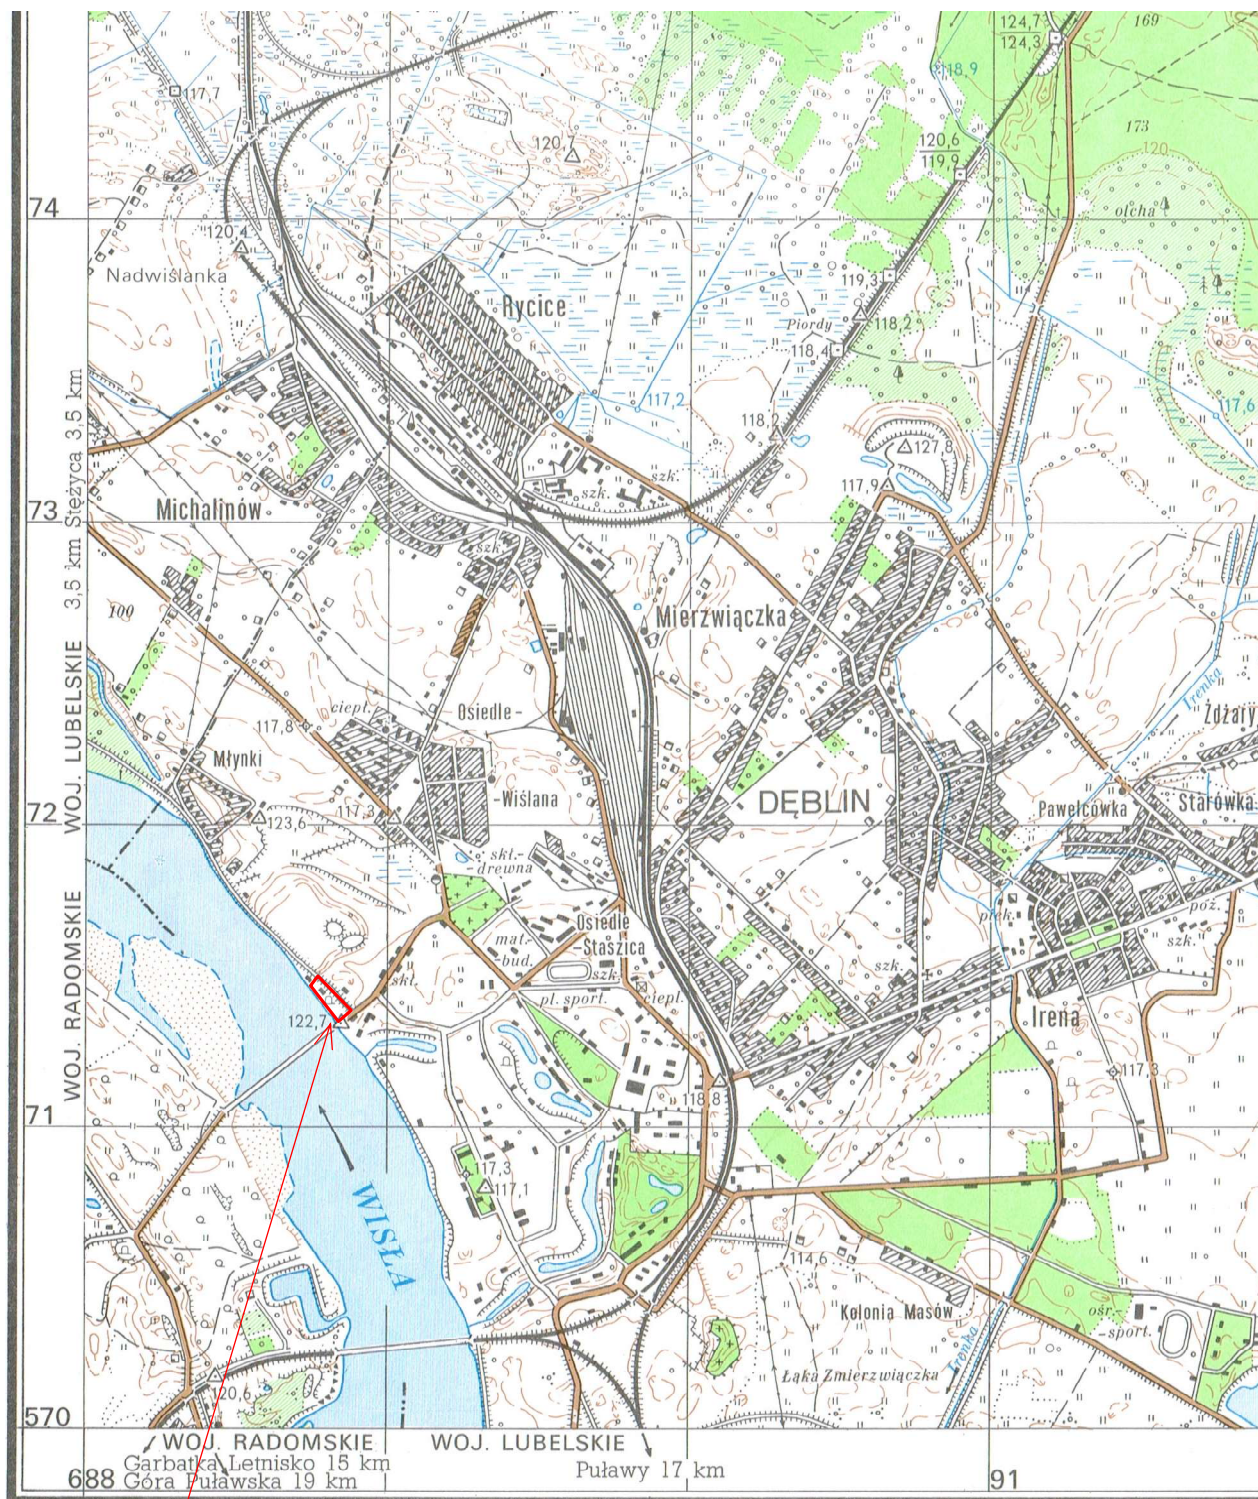 124,7
124,3
169
118,9
117,7
120,7
120,6
119,9
173
120
74
olcha
120,4
Nadwiślanka
Rycice
119,3
Piordy
118,2
118,4
117,2
117,6
118,2
127,8
szk.
szk.
117,9
Michalinów
73
szk.
WOJ. LUBELSKIE 3,5 km Stężyca 3,5 km
100
Mierzwiączka
Irenka
ciepl.
Osiedle-
117,8
Żdżary
Młynki
-Wiślana
DĘBLIN
72
123,6
117,3
Pawelcówka
Starówka
skł.-
-drewna
piek.
poż.
Osiedle
-Staszica
mat.-
bud.
szk.
szk.
skł.
szk.
pl. sport.
ciepl.
WOJ. RADOMSKIE
122,7
Irena
118,8
117,3
71
117,3
117,1
WISŁA
114,6
Kolonia Masów
ośr.-
-sport.
Irenka
Łąka Zmierzwiączka
120,6
570
WOJ. RADOMSKIE
WOJ. LUBELSKIE
Garbatka Letnisko 15 km
Góra Puławska 19 km
Puławy 17 km
688
91